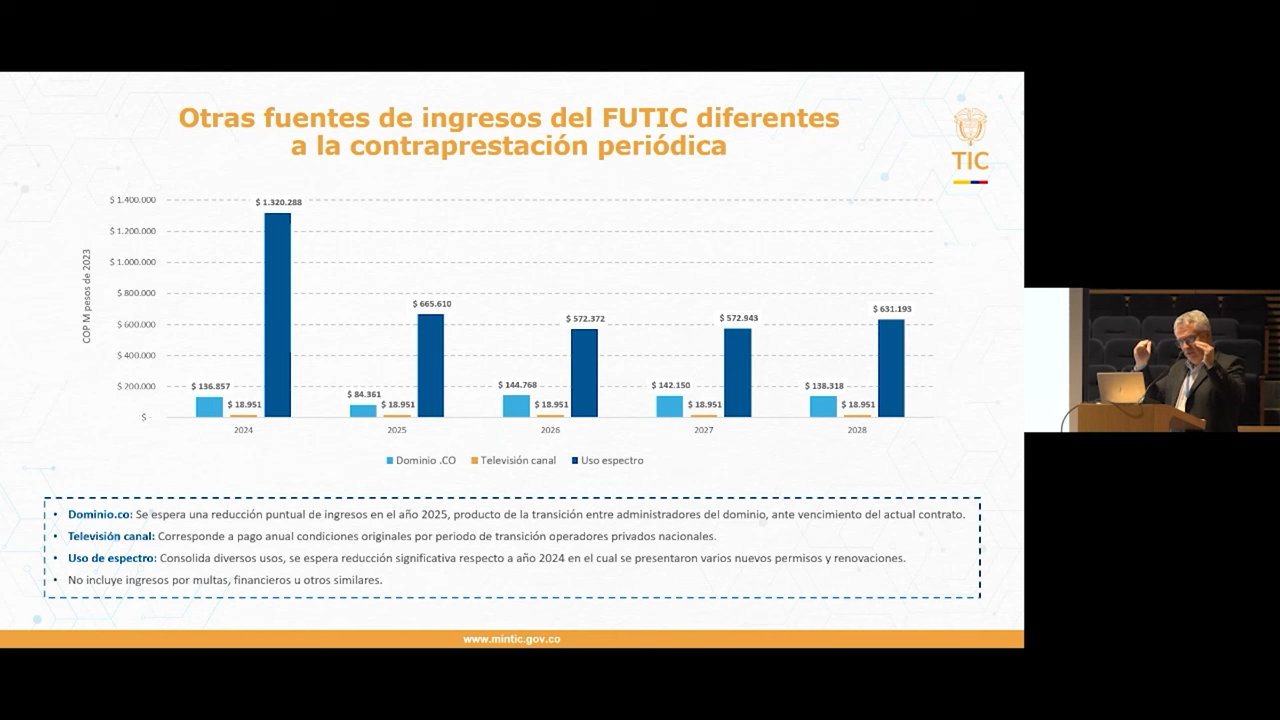 Otras fuentes de ingresos del FUTIC diferentes
a la contraprestación periódica
TIC
COP M pesos de 2023
$ 1.400.000
$ 1.200.000
$ 1.000.000
$ 800.000
$ 600.000
$ 400.000
$ 200.000
$ -
$ 136.857
$ 18.951
$ 1.320.288
$ 84.361
$ 18.951
$ 665.610
$ 144.768
$ 18.951
$ 572.372
$ 142.150
$ 18.951
$ 572.943
$ 138.318
$ 18.951
$ 631.193
2024
2025
2026
2027
2028
Dominio .CO
Televisión canal
Uso espectro
• Dominio.co: Se espera una reducción puntual de ingresos en el año 2025, producto de la transición entre administradores del dominio, ante vencimiento del actual contrato.
• Televisión canal: Corresponde a pago anual condiciones originales por periodo de transición operadores privados nacionales.
• Uso de espectro: Consolida diversos usos, se espera reducción significativa respecto a año 2024 en el cual se presentaron varios nuevos permisos y renovaciones.
• No incluye ingresos por multas, financieros u otros similares.
www.mintic.gov.co